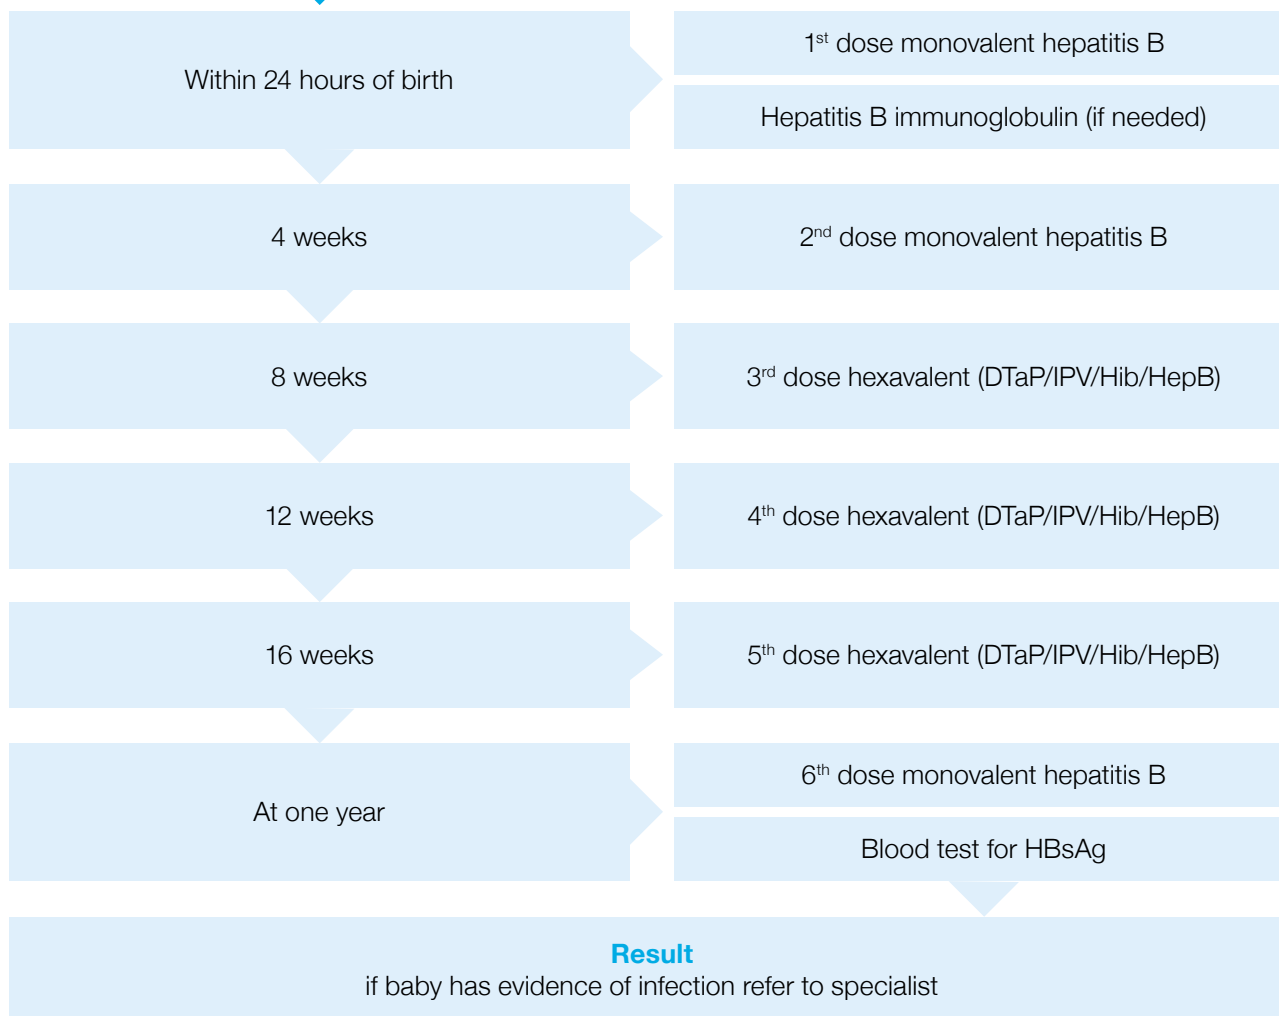 Within 24 hours of birth
1st dose monovalent hepatitis B
Hepatitis B immunoglobulin (if needed)
4 weeks
2nd dose monovalent hepatitis B
8 weeks
3rd dose hexavalent (DTaP/IPV/Hib/HepB)
12 weeks
4th dose hexavalent (DTaP/IPV/Hib/HepB)
16 weeks
5th dose hexavalent (DTaP/IPV/Hib/HepB)
At one year
6th dose monovalent hepatitis B
Blood test for HBsAg
Result
if baby has evidence of infection refer to specialist